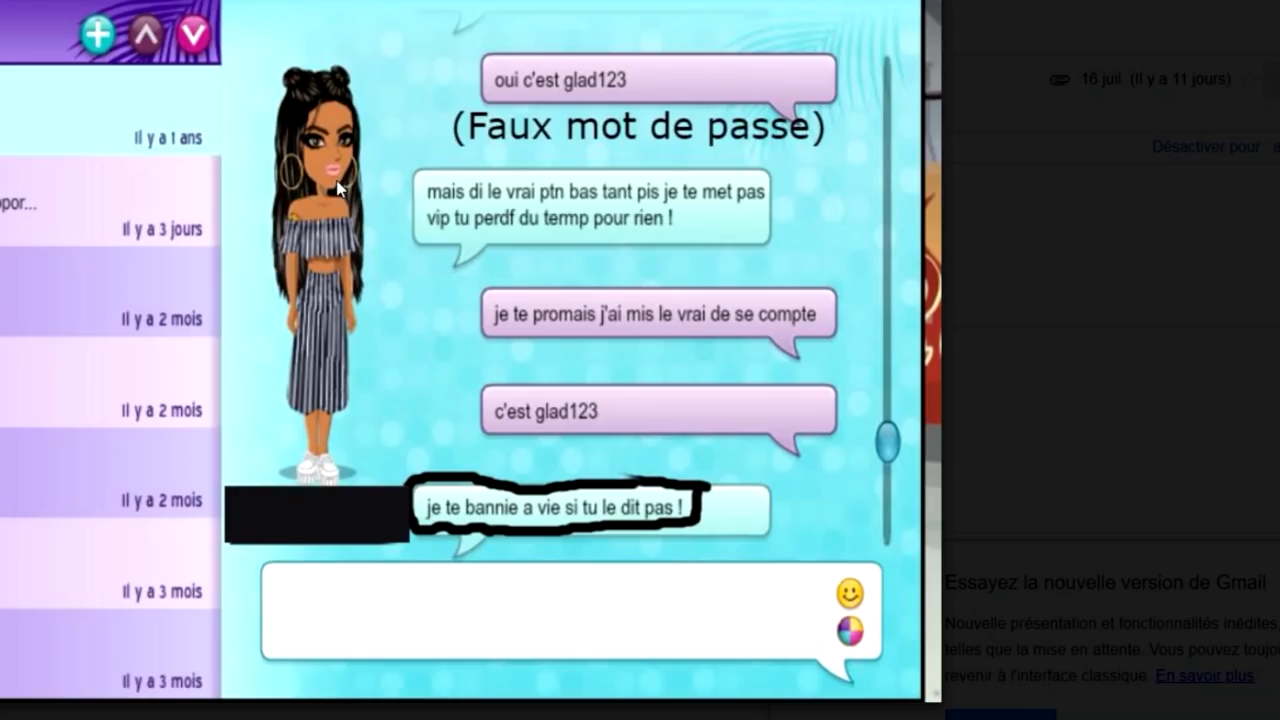 Il y a 1 ans
opor...
Il y a 3 jours
Il y a 2 mois
Il y a 2 mois
Il y a 2 mois
Il y a 3 mois
Il y a 3 mois
oui c'est glad123
(Faux mot de passe)
mais di le vrai ptn bas tant pis je te met pas
vip tu perdf du termp pour rien !
je te promais j'ai mis le vrai de se compte
c'est glad123
je te bannie a vie si tu le dit pas !
16 juil. (Il y a 11 jours)
Désactiver pour :
Essayez la nouvelle version de Gmail
Nouvelle présentation et fonctionnalités inédites
telles que la mise en attente. Vous pouvez toujo
revenir à l'interface classique. En savoir plus